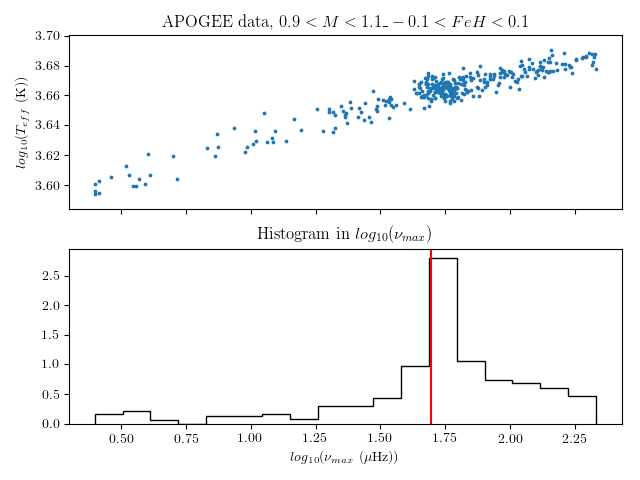 APOGEE data, 0.9 < M < 1.1_ − 0.1 < FeH < 0.1
3.70
3.68
3.66
3.64
3.62
3.60
log10(Teff (K))
Histogram in log10(νmax)
2.5
2.0
1.5
1.0
0.5
0.0
0.50 0.75 1.00 1.25 1.50 1.75 2.00 2.25
log10(νmax (μHz))